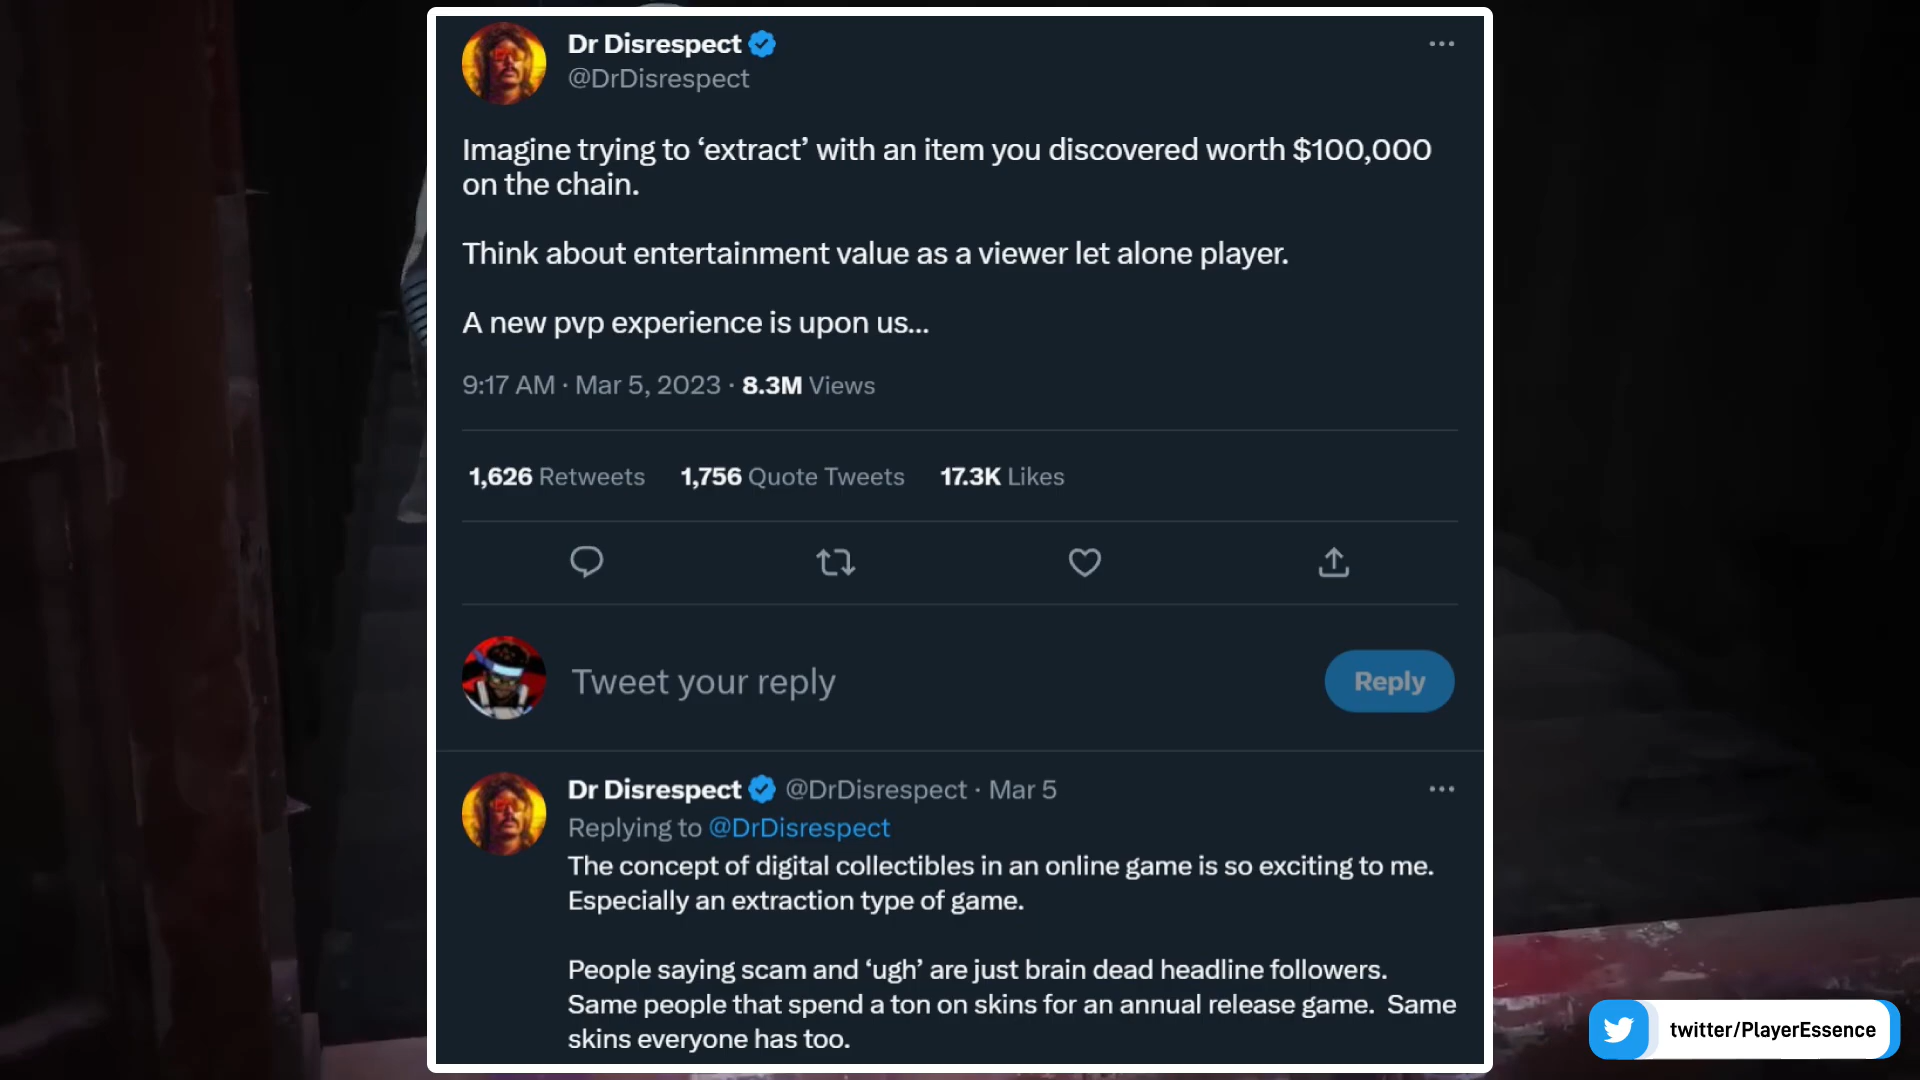 Dr Disrespect
@DrDisrespect
Imagine trying to ‘extract’ with an item you discovered worth $100,000
on the chain.
Think about entertainment value as a viewer let alone player.
A new pvp experience is upon us...
9:17 AM · Mar 5, 2023 · 8.3M Views
1,626 Retweets 1,756 Quote Tweets 17.3K Likes
Tweet your reply
Reply
Dr Disrespect @DrDisrespect · Mar 5
Replying to @DrDisrespect
The concept of digital collectibles in an online game is so exciting to me.
Especially an extraction type of game.
People saying scam and ‘ugh’ are just brain dead headline followers.
Same people that spend a ton on skins for an annual release game.  Same
skins everyone has too.
twitter/PlayerEssence